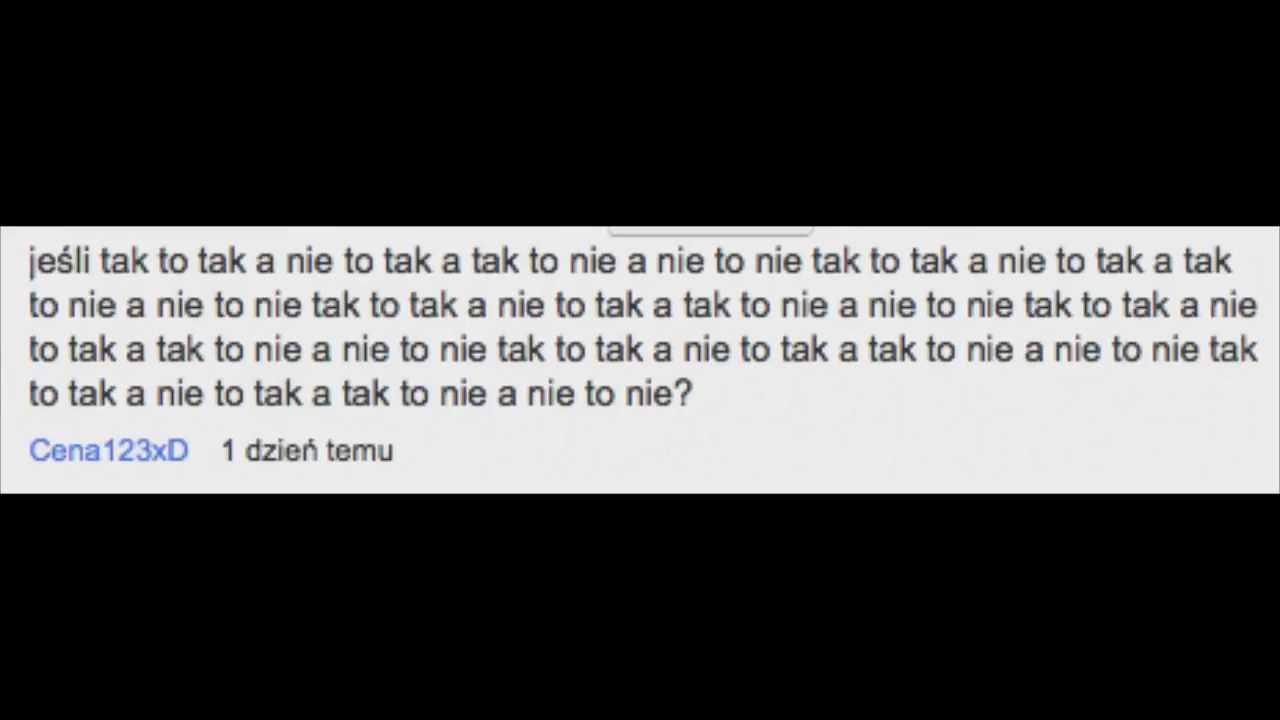 jeśli tak to tak a nie to tak a tak to nie a nie to nie tak to tak a nie to tak a tak
to nie a nie to nie tak to tak a nie to tak a tak to nie a nie to nie tak to tak a nie
to tak a tak to nie a nie to nie tak to tak a nie to tak a tak to nie a nie to nie tak
to tak a nie to tak a tak to nie a nie to nie?
Cena123xD 1 dzień temu